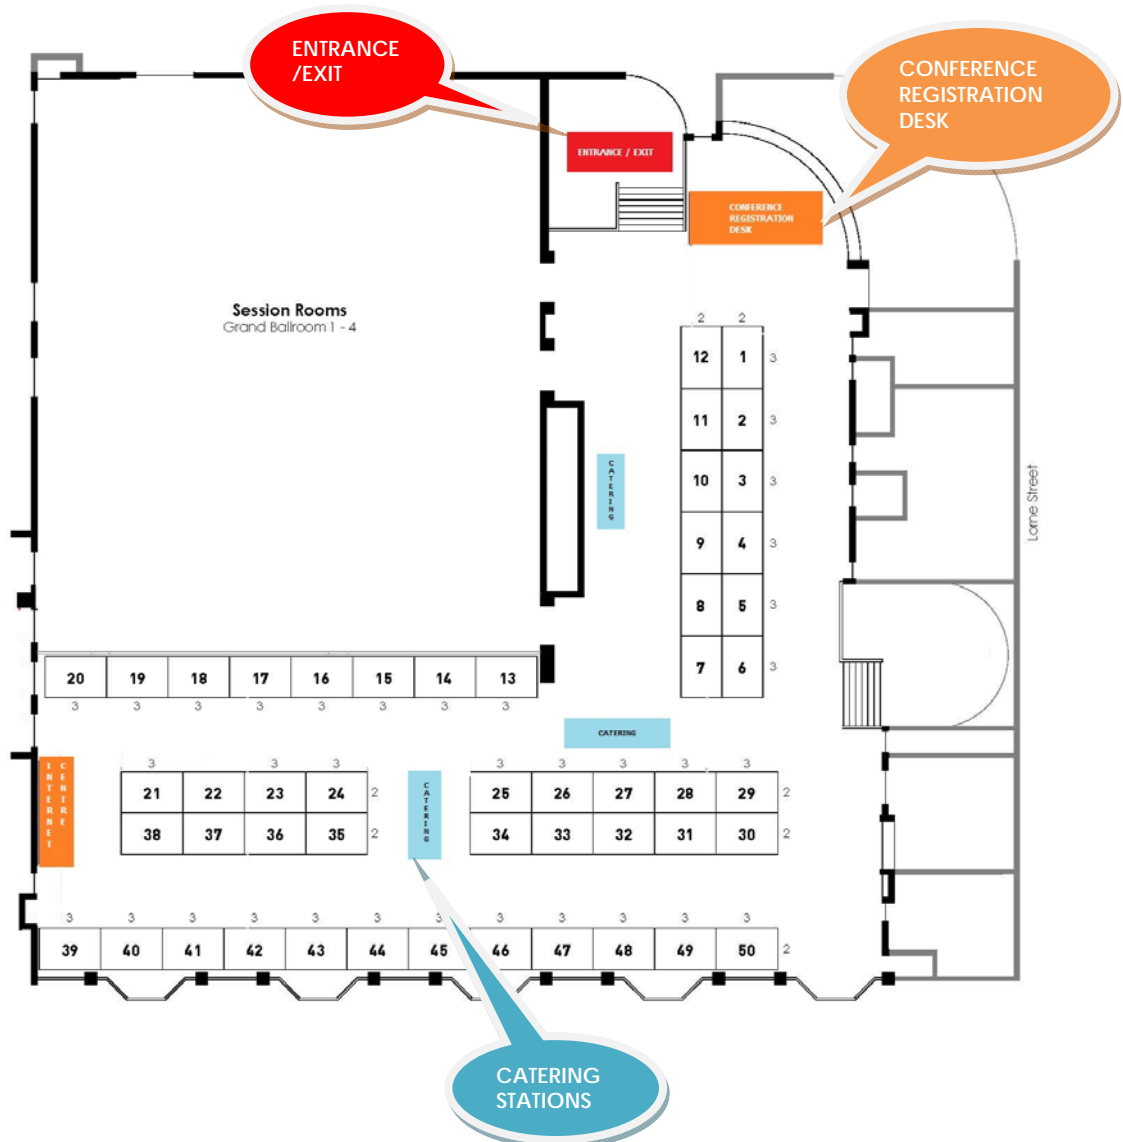 ENTRANCE
/EXIT
CONFERENCE
REGISTRATION
DESK
ENTRANCE / EXIT
CONFERENCE
REGISTRATION
DESK
Session Rooms
Grand Ballroom 1 - 4
2 2
12 1 3
11 2 3
CATERING
10 3 3
Lorne Street
9 4 3
8 5 3
7 6 3
20 19 18 17 16 15 14 13
3 3 3 3 3 3 3 3
CATERING
INTERNET
CENTRE
3 3 3
21 22 23 24 2
38 37 36 35 2
CATERING
3 3 3 3 3
25 26 27 28 29 2
34 33 32 31 30 2
3 3 3 3 3 3 3 3 3 3 3 3
39 40 41 42 43 44 45 46 47 48 49 50 2
CATERING
STATIONS